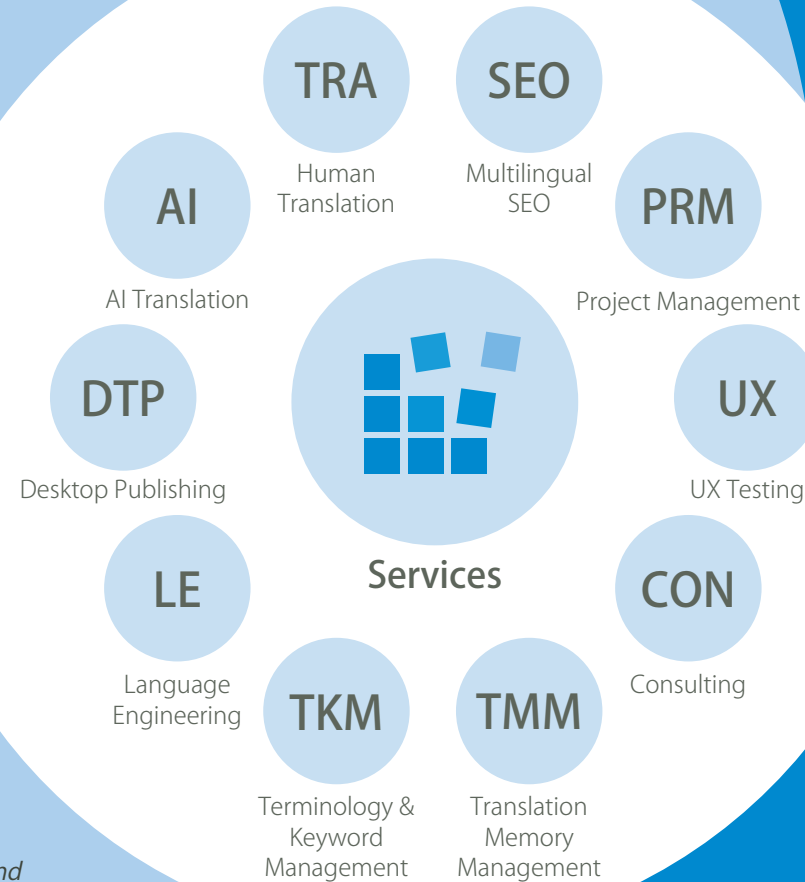 TRA
Human
Translation
SEO
Multilingual
SEO
AI
AI Translation
PRM
Project Management
DTP
Desktop Publishing
UX
UX Testing
Services
LE
Language
Engineering
CON
Consulting
TKM
Terminology &
Keyword
Management
TMM
Translation
Memory
Management